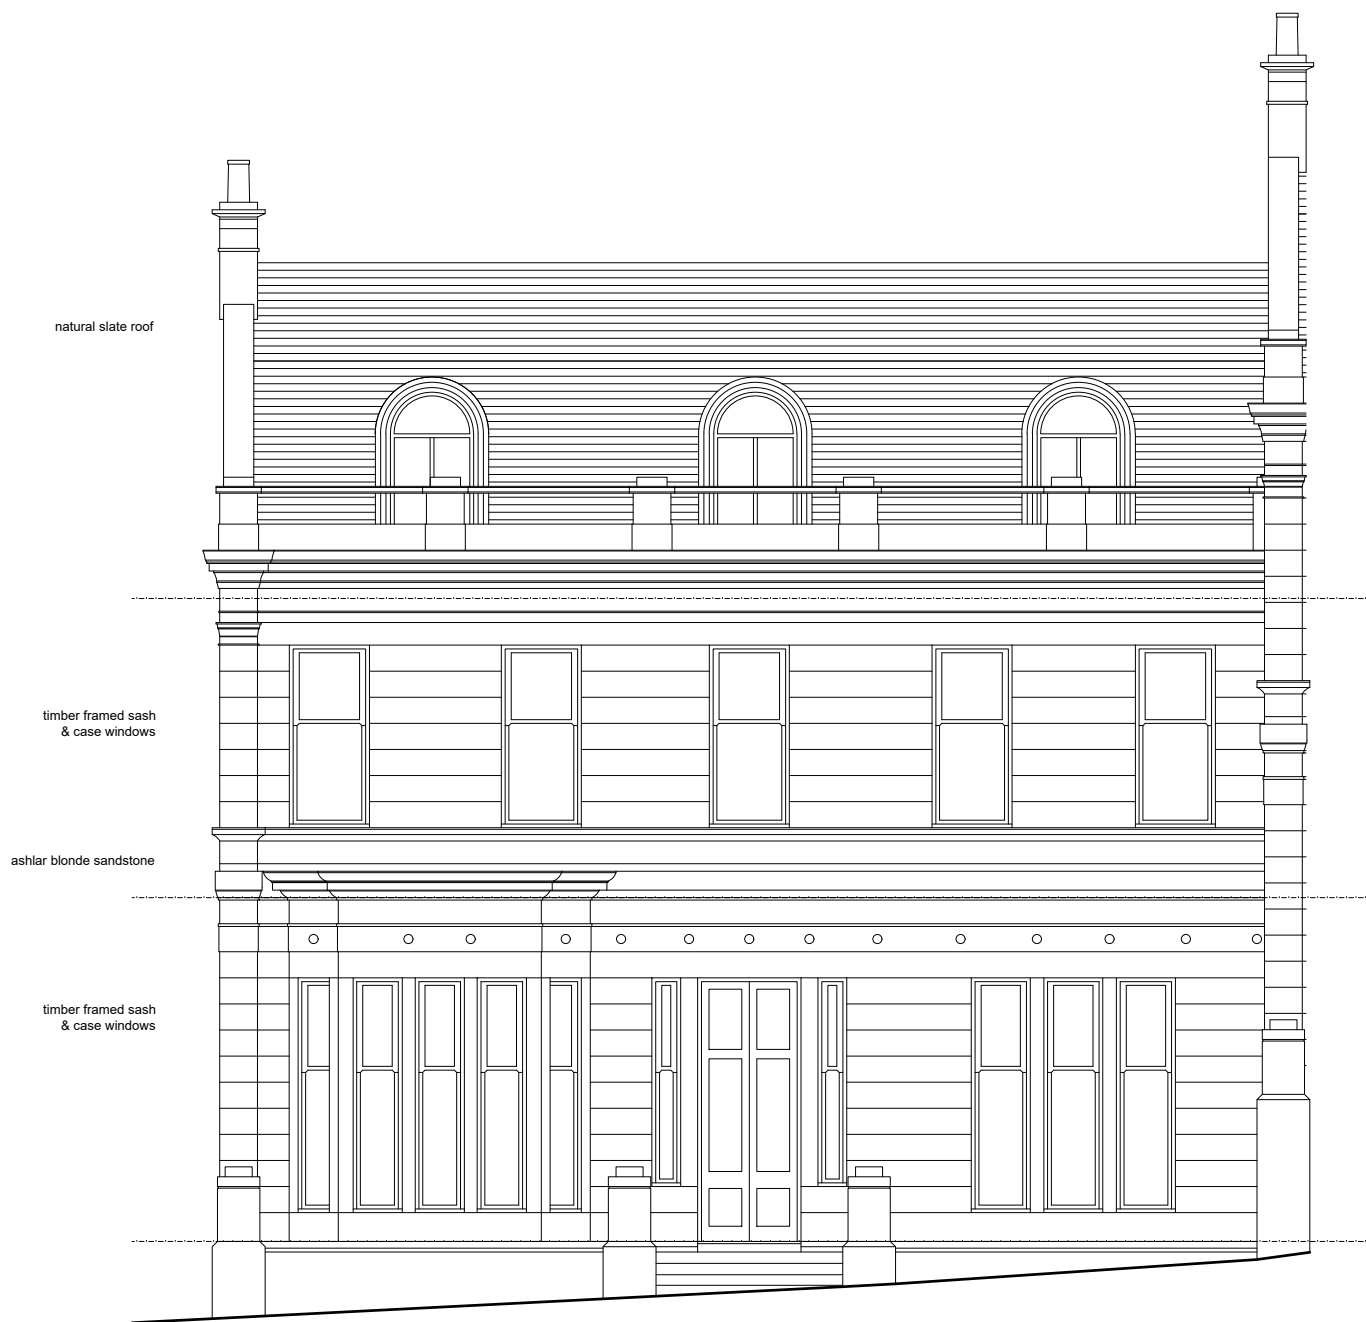 natural slate roof
timber framed sash
& case windows
ashlar blonde sandstone
timber framed sash
& case windows